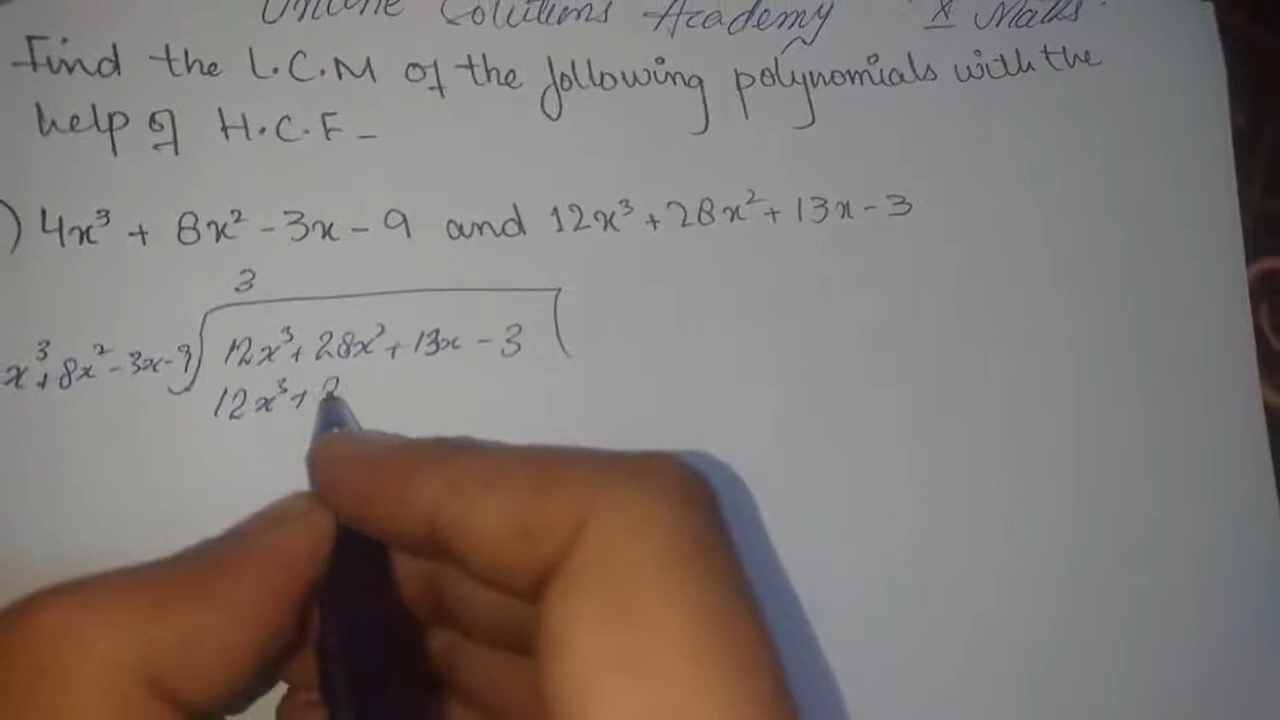 Online Solutions Academy X Maths
Find the L.C.M of the following polynomials with the
help of H.C.F -
) 4x³ + 8x² - 3x - 9 and 12x³ + 28x² + 13x - 3
3
x³ + 8x² - 3x - 9 12x³ + 28x² + 13x - 3
12x³ + 2